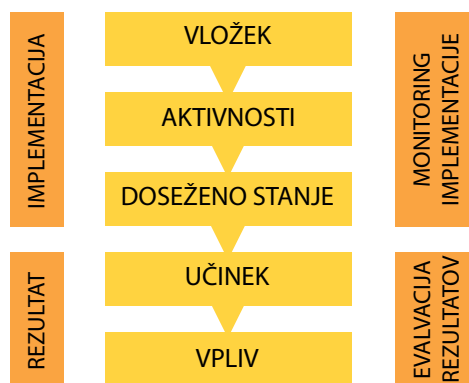 IMPLEMENTACIJA
VLOŽEK
AKTIVNOSTI
DOSEŽENO STANJE
MONITORING
IMPLEMENTACIJE
REZULTAT
UČINEK
VPLIV
EVALVACIJA
REZULTATOV